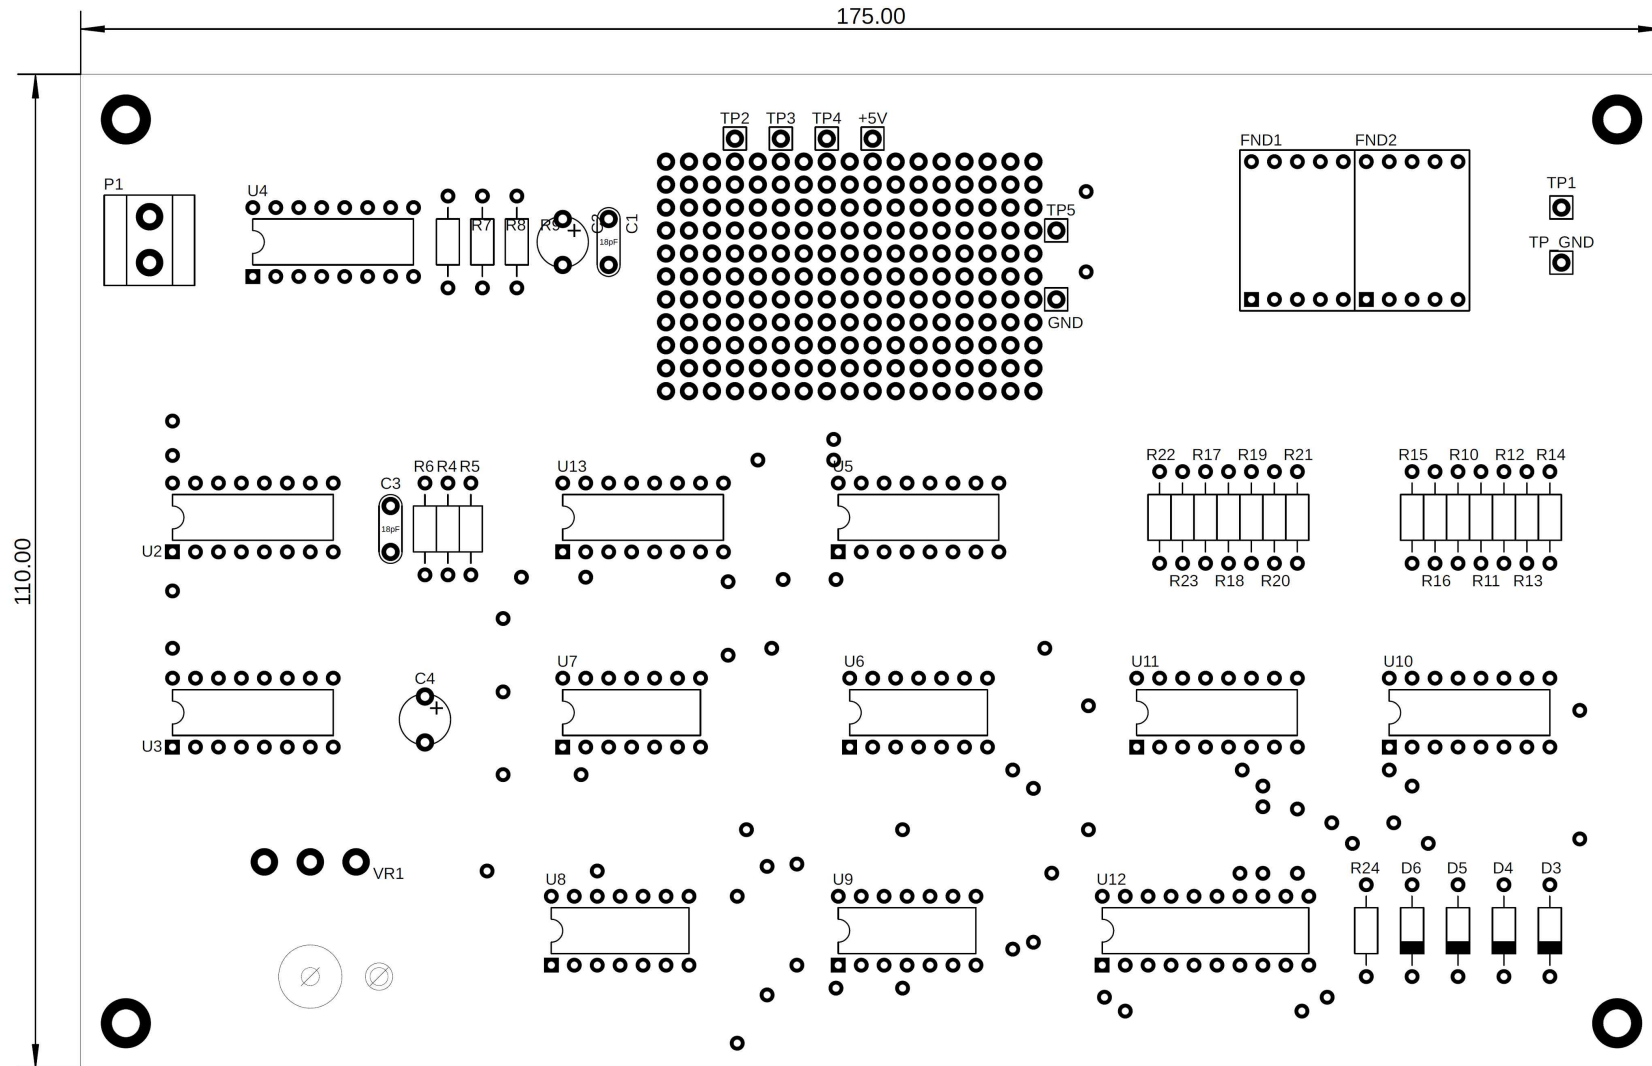 175.00
110.00
TP2 TP3 TP4 +5V
FND1 FND2
P1
U4
TP1
TP5
R7 R8 R9 C2 C1
18pF
TP_GND
GND
R22 R17 R19 R21
R15 R10 R12 R14
R6 R4 R5
U13
U5
C3
18pF
U2
R23 R18 R20
R16 R11 R13
U7
U6
U11
U10
C4
U3
VR1
U8
U9
U12
R24 D6 D5 D4 D3